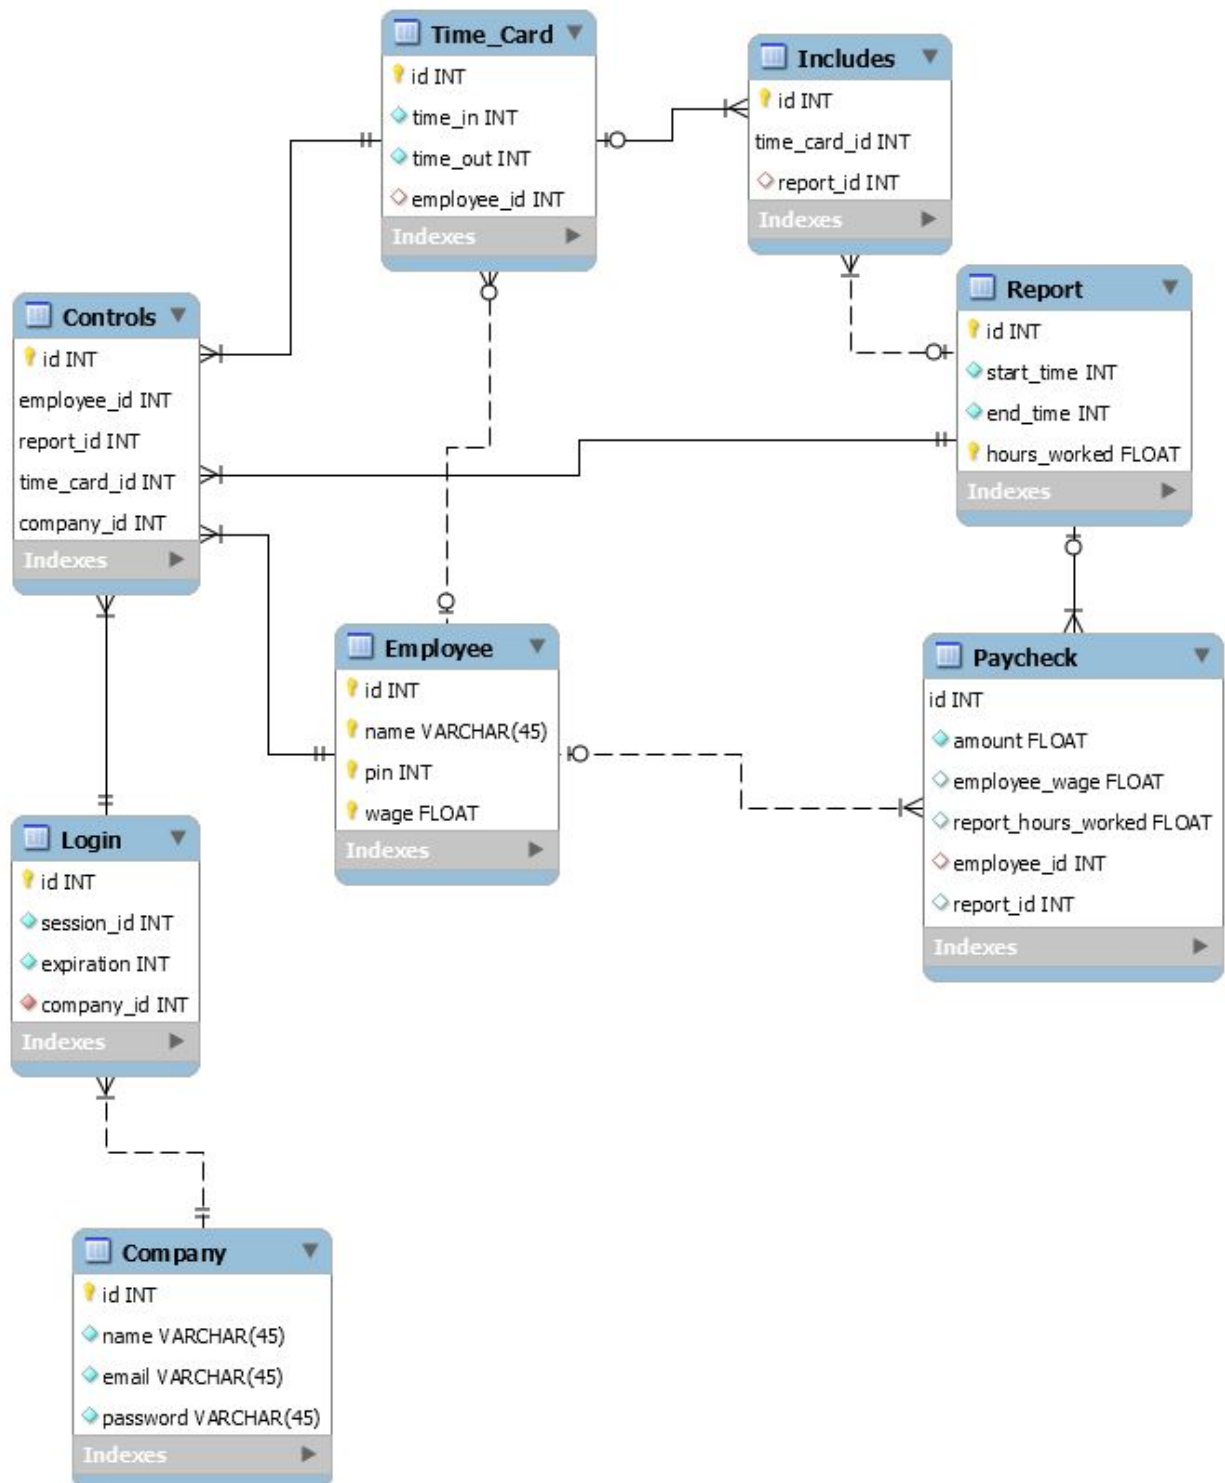 Time_Card
id INT
time_in INT
time_out INT
employee_id INT
Indexes
Includes
id INT
time_card_id INT
report_id INT
Indexes
Controls
id INT
employee_id INT
report_id INT
time_card_id INT
company_id INT
Indexes
Report
id INT
start_time INT
end_time INT
hours_worked FLOAT
Indexes
Employee
id INT
name VARCHAR(45)
pin INT
wage FLOAT
Indexes
Paycheck
id INT
amount FLOAT
employee_wage FLOAT
report_hours_worked FLOAT
employee_id INT
report_id INT
Indexes
Login
id INT
session_id INT
expiration INT
company_id INT
Indexes
Company
id INT
name VARCHAR(45)
email VARCHAR(45)
password VARCHAR(45)
Indexes